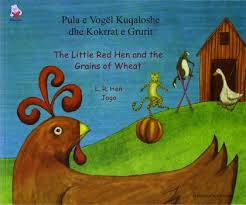 Pula e Vogël Kuqaloshe
dhe Kokrrat e Grurit
The Little Red Hen and the
Grains of Wheat
L. R. Hen
Jago